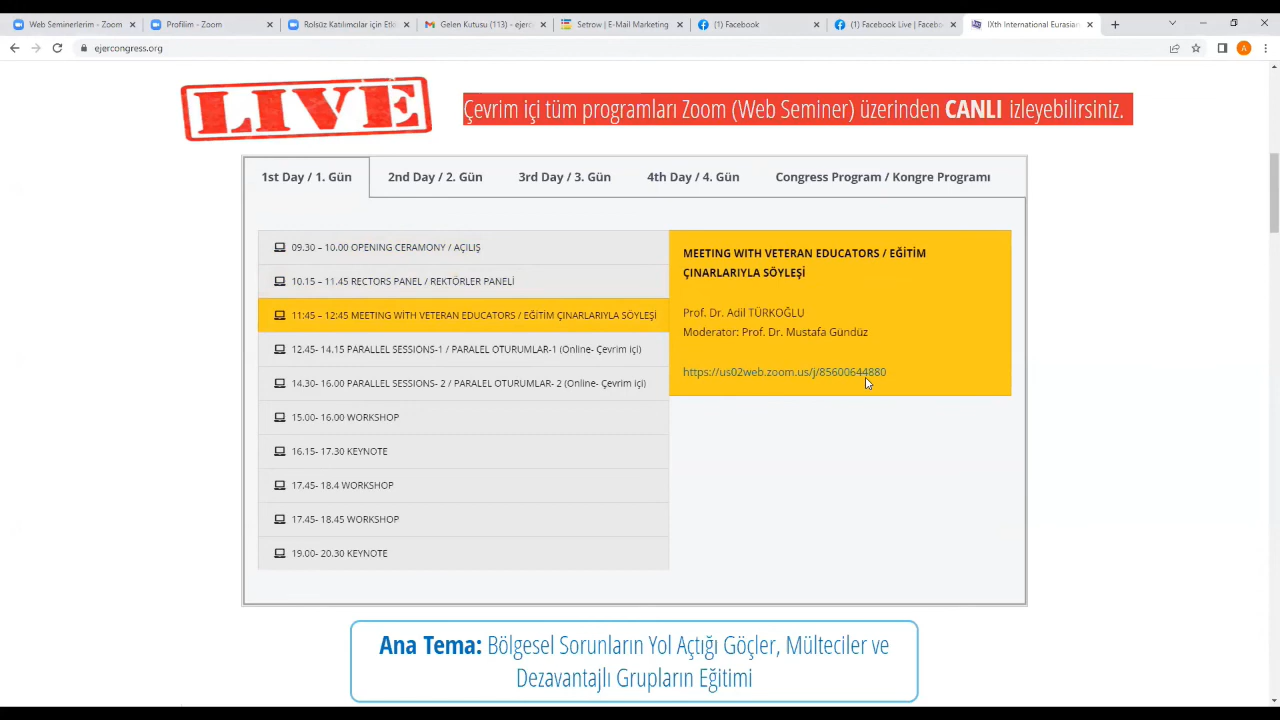 Web Seminerlerim - Zoom
Profilim - Zoom
Rolsüz Katılımcılar için Etk
Gelen Kutusu (113) - ejerc
Setrow | E-Mail Marketing
(1) Facebook
(1) Facebook Live | Facebo
IXth International Eurasian
ejercongress.org
A
LIVE
Çevrim içi tüm programları Zoom (Web Seminer) üzerinden CANLI izleyebilirsiniz.
1st Day / 1. Gün
2nd Day / 2. Gün
3rd Day / 3. Gün
4th Day / 4. Gün
Congress Program / Kongre Programı
09.30 – 10.00 OPENING CERAMONY / AÇILIŞ
10.15 – 11.45 RECTORS PANEL / REKTÖRLER PANELİ
11:45 – 12:45 MEETING WİTH VETERAN EDUCATORS / EĞİTİM ÇINARLARIYLA SÖYLEŞİ
12.45- 14.15 PARALLEL SESSIONS-1 / PARALEL OTURUMLAR-1 (Online- Çevrim içi)
14.30- 16.00 PARALLEL SESSIONS- 2 / PARALEL OTURUMLAR- 2 (Online- Çevrim içi)
15.00- 16.00 WORKSHOP
16.15- 17.30 KEYNOTE
17.45- 18.4 WORKSHOP
17.45- 18.45 WORKSHOP
19.00- 20.30 KEYNOTE
MEETING WITH VETERAN EDUCATORS / EĞİTİM
ÇINARLARIYLA SÖYLEŞİ
Prof. Dr. Adil TÜRKOĞLU
Moderator: Prof. Dr. Mustafa Gündüz
https://us02web.zoom.us/j/85600644880
Ana Tema: Bölgesel Sorunların Yol Açtığı Göçler, Mülteciler ve
Dezavantajlı Grupların Eğitimi